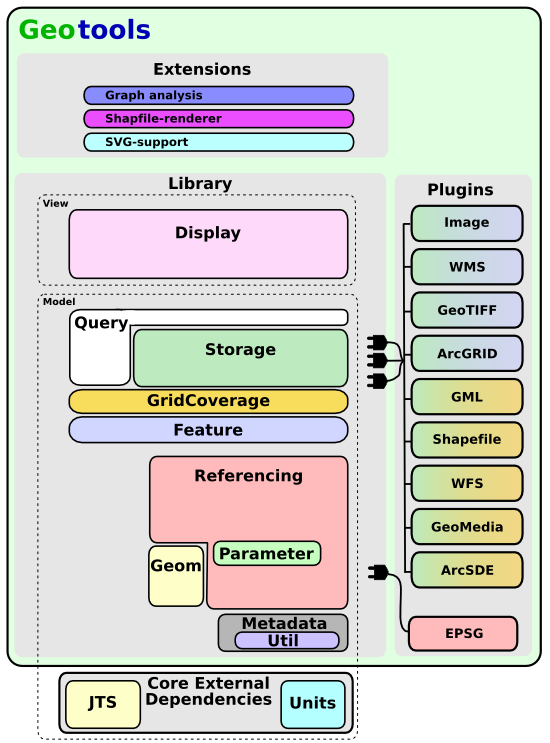 Geotools
Extensions
Graph analysis
Shapfile-renderer
SVG-support
Library
View
Display
Model
Query
Storage
GridCoverage
Feature
Referencing
Parameter
Geom
Metadata
Util
Core External
Dependencies
JTS
Units
Plugins
Image
WMS
GeoTIFF
ArcGRID
GML
Shapefile
WFS
GeoMedia
ArcSDE
EPSG